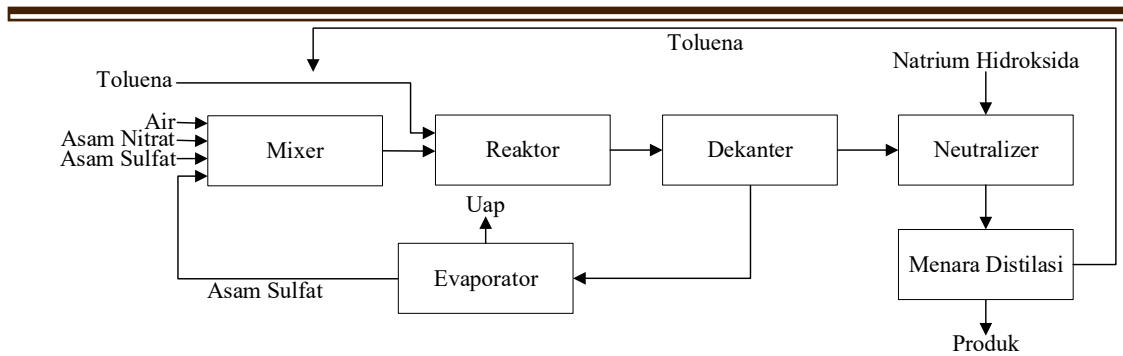 Toluena
Toluena
Natrium Hidroksida
Air
Asam Nitrat
Asam Sulfat
Mixer
Reaktor
Dekanter
Neutralizer
Uap
Evaporator
Menara Distilasi
Asam Sulfat
Produk